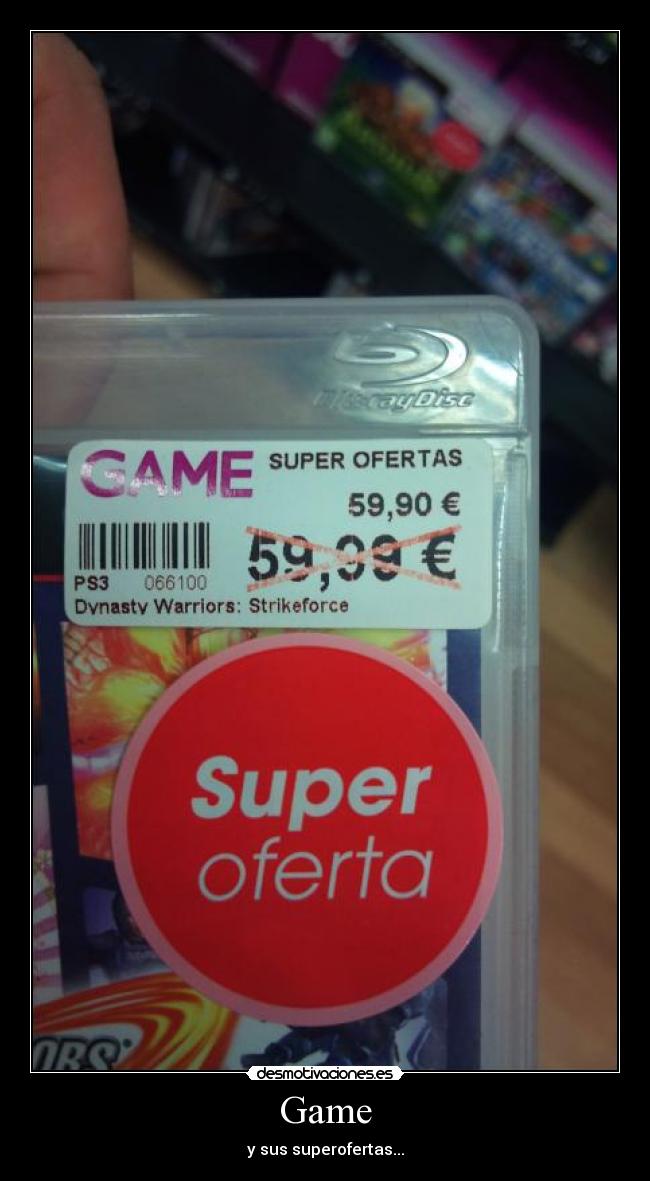 Blu-ray Disc
GAME SUPER OFERTAS
59,90 €
59,99 €
PS3 066100
Dynasty Warriors: Strikeforce
Super
oferta
desmotivaciones.es
Game
y sus superofertas...